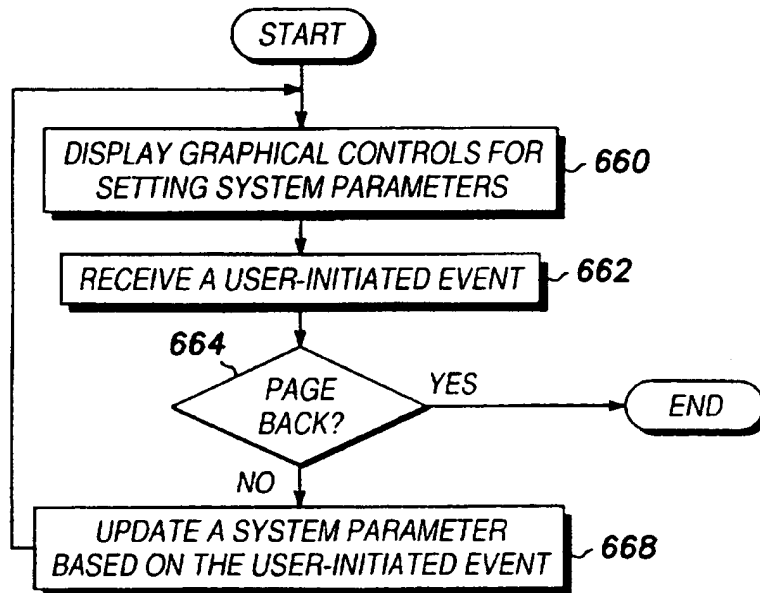 START
DISPLAY GRAPHICAL CONTROLS FOR
SETTING SYSTEM PARAMETERS
660
RECEIVE A USER-INITIATED EVENT
662
664
PAGE
BACK?
YES
END
NO
UPDATE A SYSTEM PARAMETER
BASED ON THE USER-INITIATED EVENT
668